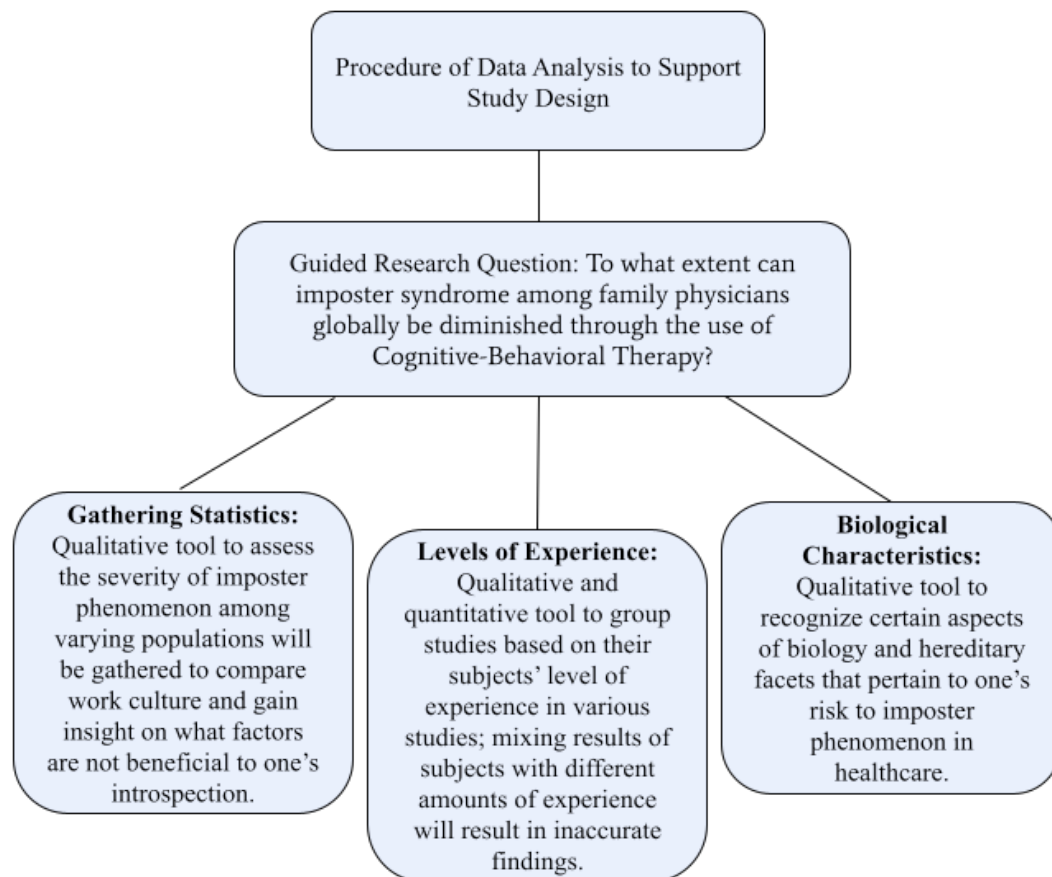 Procedure of Data Analysis to Support
Study Design
Guided Research Question: To what extent can
imposter syndrome among family physicians
globally be diminished through the use of
Cognitive-Behavioral Therapy?
Gathering Statistics:
Qualitative tool to assess
the severity of imposter
phenomenon among
varying populations will
be gathered to compare
work culture and gain
insight on what factors
are not beneficial to one's
introspection.
Levels of Experience:
Qualitative and
quantitative tool to group
studies based on their
subjects' level of
experience in various
studies; mixing results of
subjects with different
amounts of experience
will result in inaccurate
findings.
Biological
Characteristics:
Qualitative tool to
recognize certain aspects
of biology and hereditary
facets that pertain to one's
risk to imposter
phenomenon in
healthcare.